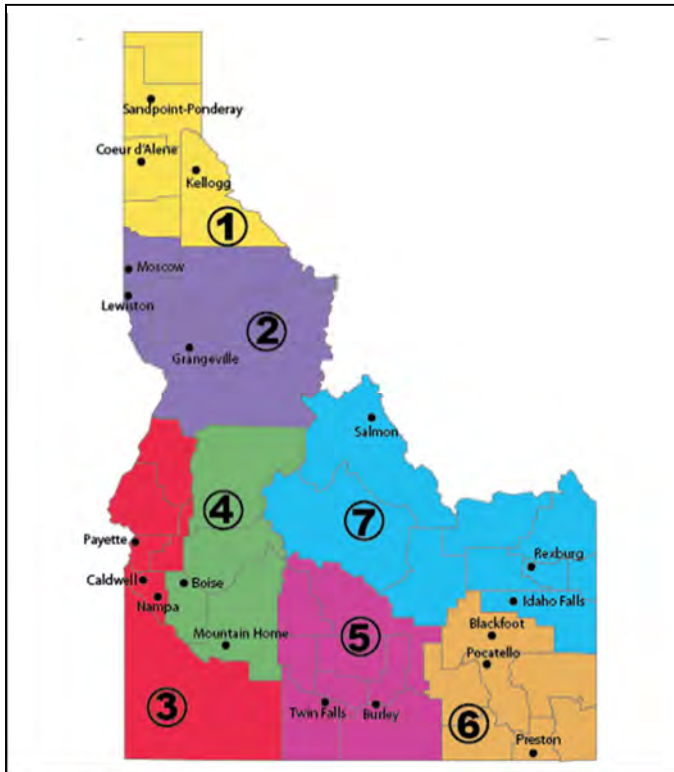 Sandpoint-Ponderay
Coeur d'Alene
Kellogg
1
Moscow
Lewiston
2
Grangeville
Salmon
4
7
Payette
Rexburg
Caldwell
Boise
Nampa
Idaho Falls
Blackfoot
5
Mountain Home
Pocatello
3
Twin Falls
Burley
6
Preston